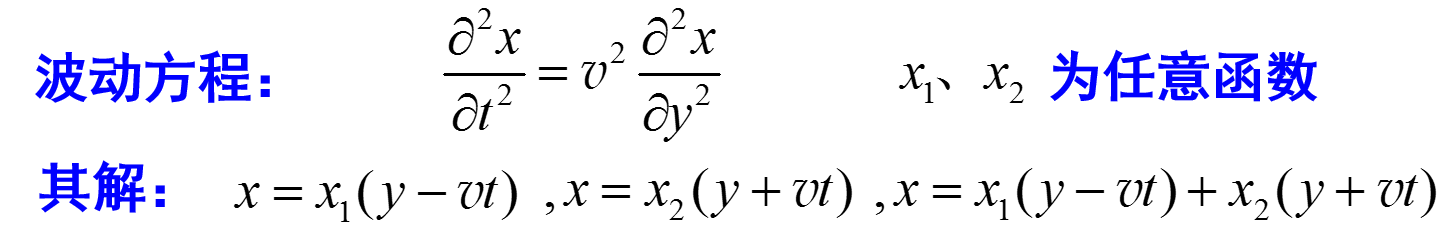 波动方程： ∂²x/∂t² = v² ∂²x/∂y² x₁、x₂ 为任意函数
其解： x = x₁(y − vt) , x = x₂(y + vt) , x = x₁(y − vt) + x₂(y + vt)